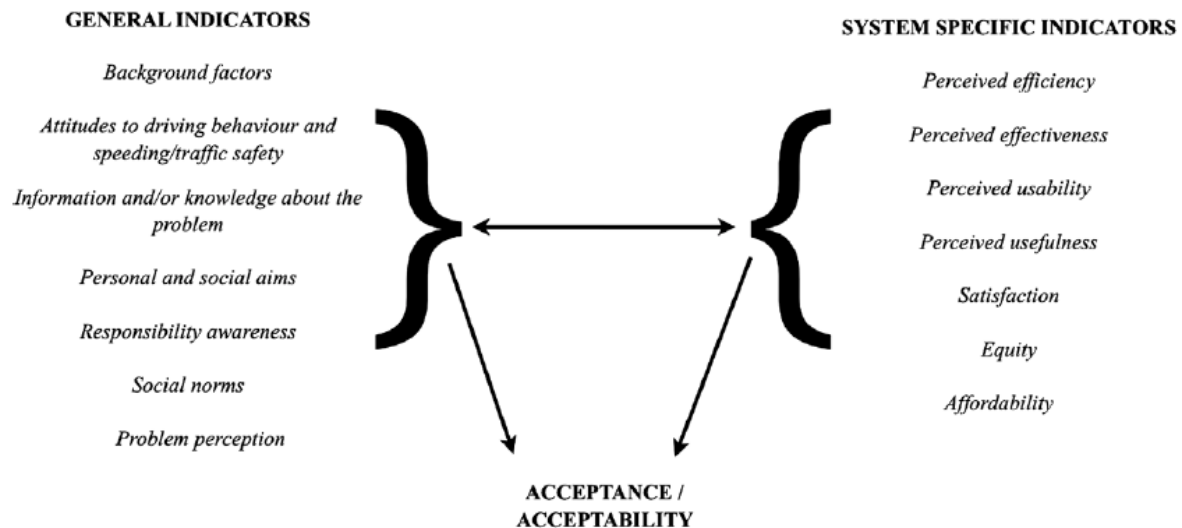 GENERAL INDICATORS
Background factors
Attitudes to driving behaviour and
speeding/traffic safety
Information and/or knowledge about the
problem
Personal and social aims
Responsibility awareness
Social norms
Problem perception
SYSTEM SPECIFIC INDICATORS
Perceived efficiency
Perceived effectiveness
Perceived usability
Perceived usefulness
Satisfaction
Equity
Affordability
ACCEPTANCE /
ACCEPTABILITY